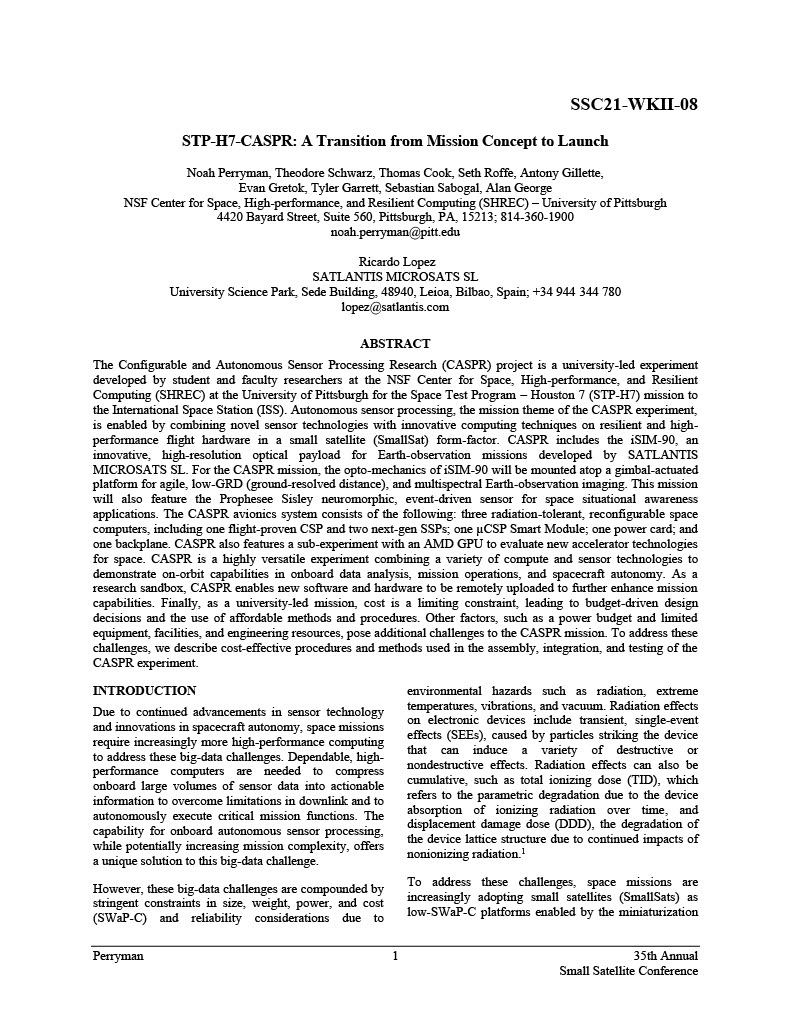 SSC21-WKII-08
STP-H7-CASPR: A Transition from Mission Concept to Launch
Noah Perryman, Theodore Schwarz, Thomas Cook, Seth Roffe, Antony Gillette,
Evan Gretok, Tyler Garrett, Sebastian Sabogal, Alan George
NSF Center for Space, High-performance, and Resilient Computing (SHREC) – University of Pittsburgh
4420 Bayard Street, Suite 560, Pittsburgh, PA, 15213; 814-360-1900
noah.perryman@pitt.edu
Ricardo Lopez
SATLANTIS MICROSATS SL
University Science Park, Sede Building, 48940, Leioa, Bilbao, Spain; +34 944 344 780
lopez@satlantis.com
ABSTRACT
The Configurable and Autonomous Sensor Processing Research (CASPR) project is a university-led experiment
developed by student and faculty researchers at the NSF Center for Space, High-performance, and Resilient
Computing (SHREC) at the University of Pittsburgh for the Space Test Program – Houston 7 (STP-H7) mission to
the International Space Station (ISS). Autonomous sensor processing, the mission theme of the CASPR experiment,
is enabled by combining novel sensor technologies with innovative computing techniques on resilient and high-
performance flight hardware in a small satellite (SmallSat) form-factor. CASPR includes the iSIM-90, an
innovative, high-resolution optical payload for Earth-observation missions developed by SATLANTIS
MICROSATS SL. For the CASPR mission, the opto-mechanics of iSIM-90 will be mounted atop a gimbal-actuated
platform for agile, low-GRD (ground-resolved distance), and multispectral Earth-observation imaging. This mission
will also feature the Prophesee Sisley neuromorphic, event-driven sensor for space situational awareness
applications. The CASPR avionics system consists of the following: three radiation-tolerant, reconfigurable space
computers, including one flight-proven CSP and two next-gen SSPs; one µCSP Smart Module; one power card; and
one backplane. CASPR also features a sub-experiment with an AMD GPU to evaluate new accelerator technologies
for space. CASPR is a highly versatile experiment combining a variety of compute and sensor technologies to
demonstrate on-orbit capabilities in onboard data analysis, mission operations, and spacecraft autonomy. As a
research sandbox, CASPR enables new software and hardware to be remotely uploaded to further enhance mission
capabilities. Finally, as a university-led mission, cost is a limiting constraint, leading to budget-driven design
decisions and the use of affordable methods and procedures. Other factors, such as a power budget and limited
equipment, facilities, and engineering resources, pose additional challenges to the CASPR mission. To address these
challenges, we describe cost-effective procedures and methods used in the assembly, integration, and testing of the
CASPR experiment.
INTRODUCTION
Due to continued advancements in sensor technology
and innovations in spacecraft autonomy, space missions
require increasingly more high-performance computing
to address these big-data challenges. Dependable, high-
performance computers are needed to compress
onboard large volumes of sensor data into actionable
information to overcome limitations in downlink and to
autonomously execute critical mission functions. The
capability for onboard autonomous sensor processing,
while potentially increasing mission complexity, offers
a unique solution to this big-data challenge.
However, these big-data challenges are compounded by
stringent constraints in size, weight, power, and cost
(SWaP-C) and reliability considerations due to
environmental hazards such as radiation, extreme
temperatures, vibrations, and vacuum. Radiation effects
on electronic devices include transient, single-event
effects (SEEs), caused by particles striking the device
that can induce a variety of destructive or
nondestructive effects. Radiation effects can also be
cumulative, such as total ionizing dose (TID), which
refers to the parametric degradation due to the device
absorption of ionizing radiation over time, and
displacement damage dose (DDD), the degradation of
the device lattice structure due to continued impacts of
nonionizing radiation.1
To address these challenges, space missions are
increasingly adopting small satellites (SmallSats) as
low-SWaP-C platforms enabled by the miniaturization
Perryman 1 35th Annual
Small Satellite Conference